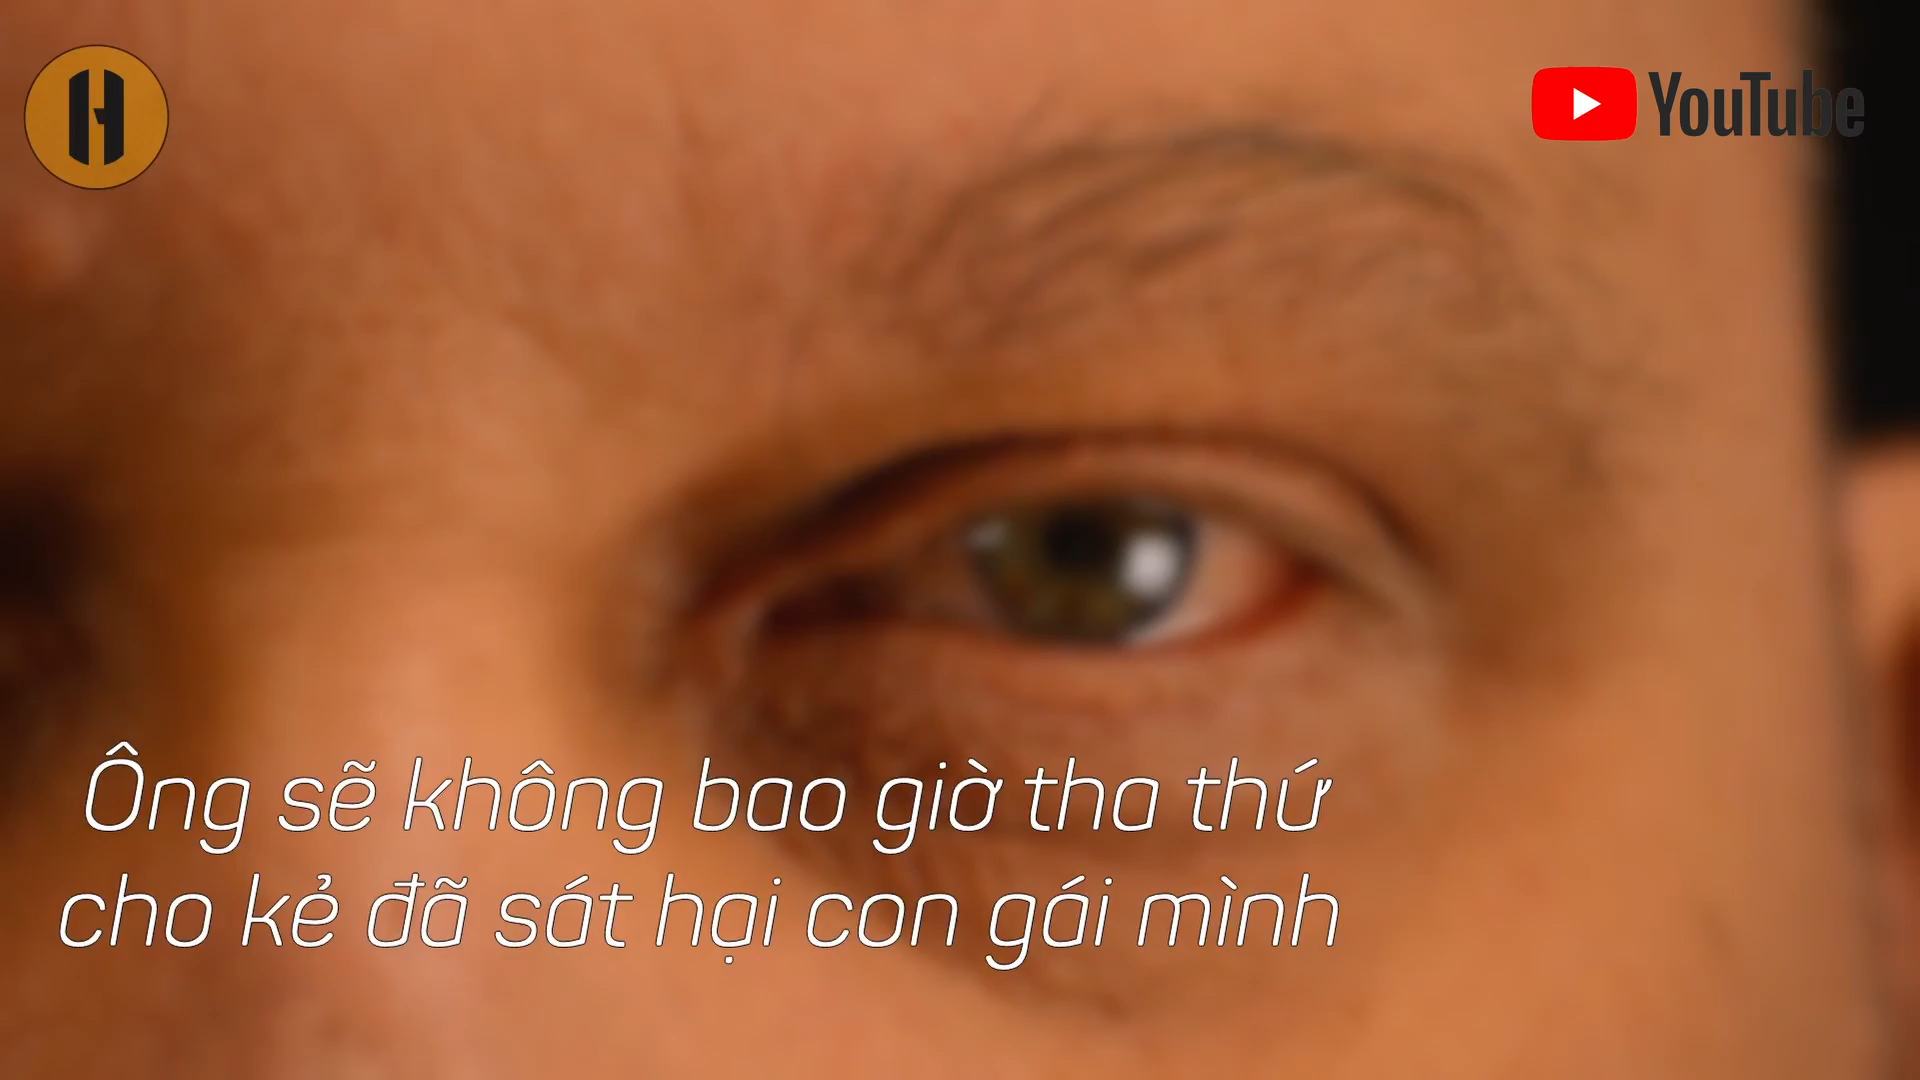 YouTube
Ông sẽ không bao giờ tha thứ
cho kẻ đã sát hại con gái mình